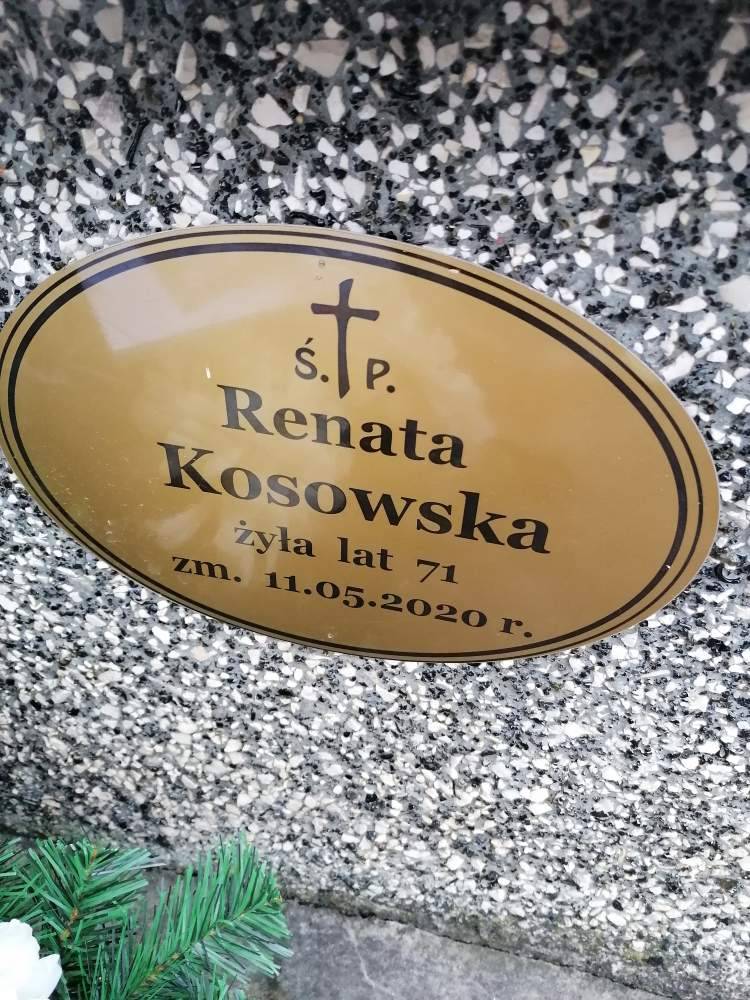 Ś. P.
Renata
Kosowska
żyła lat 71
zm. 11.05.2020 r.